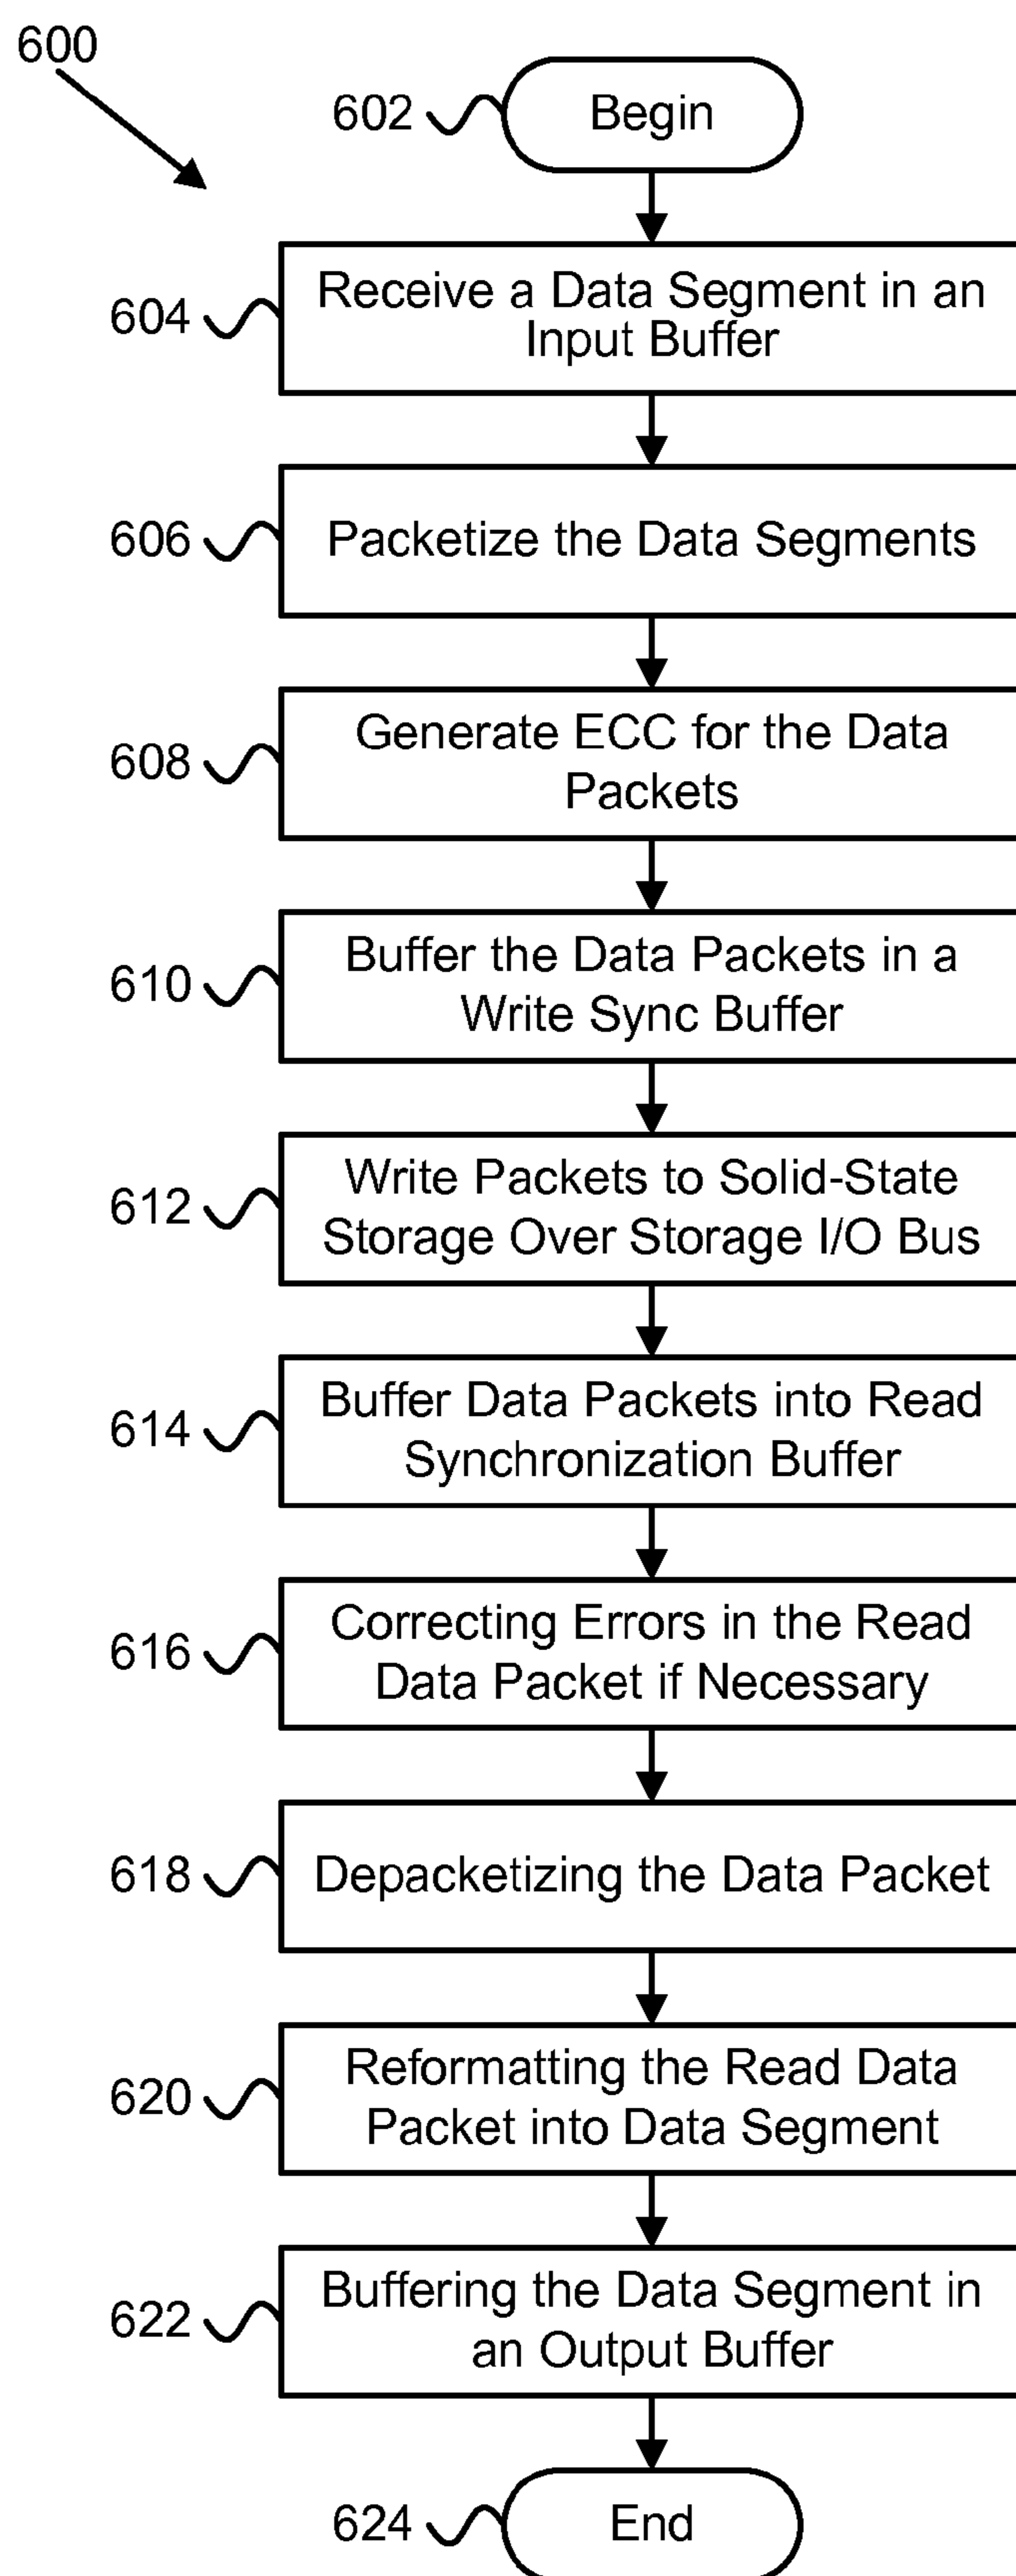 600
602
Begin
604
Receive a Data Segment in an
Input Buffer
606
Packetize the Data Segments
608
Generate ECC for the Data
Packets
610
Buffer the Data Packets in a
Write Sync Buffer
612
Write Packets to Solid-State
Storage Over Storage I/O Bus
614
Buffer Data Packets into Read
Synchronization Buffer
616
Correcting Errors in the Read
Data Packet if Necessary
618
Depacketizing the Data Packet
620
Reformatting the Read Data
Packet into Data Segment
622
Buffering the Data Segment in
an Output Buffer
624
End